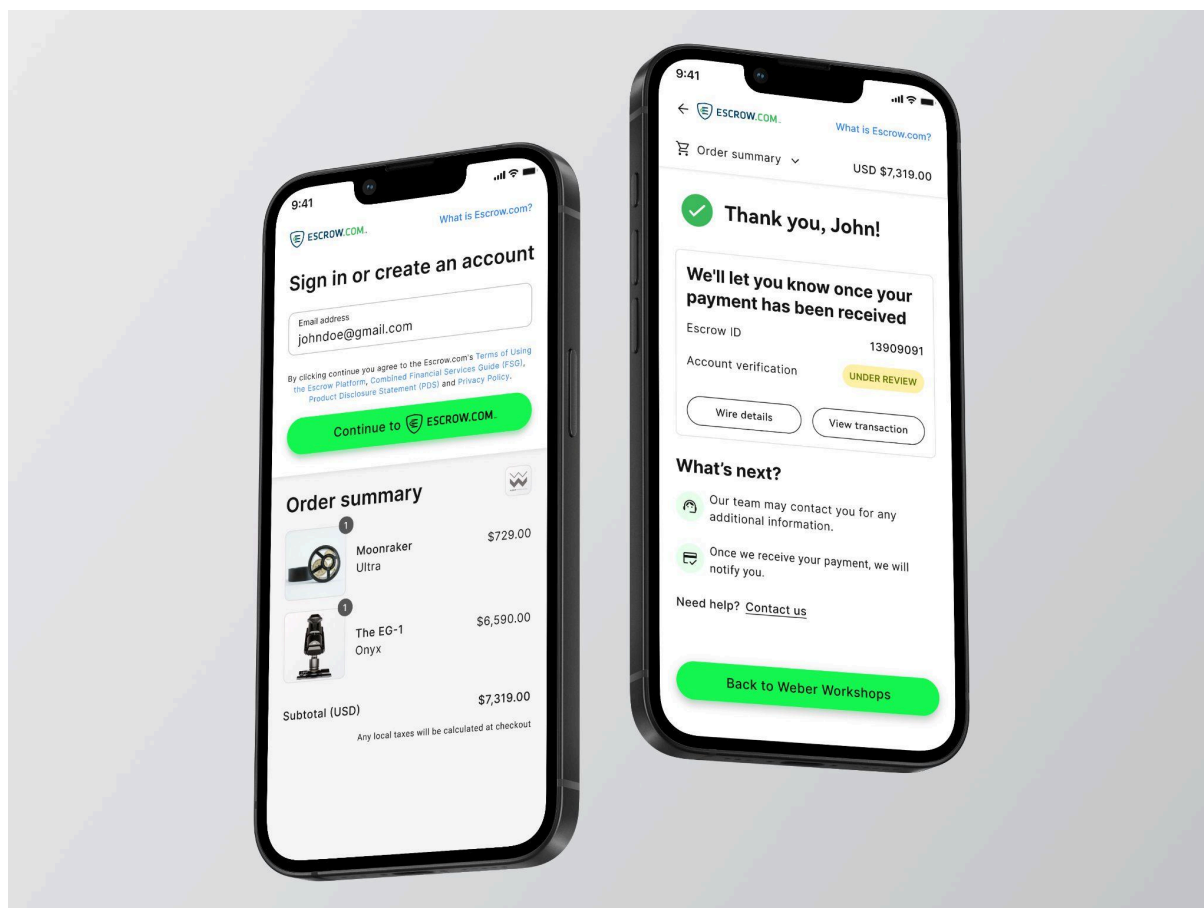 9:41
ESCROW.COM.
What is Escrow.com?
Sign in or create an account
Email address
johndoe@gmail.com
By clicking continue you agree to the Escrow.com's Terms of Using
the Escrow Platform, Combined Financial Services Guide (FSG),
Product Disclosure Statement (PDS) and Privacy Policy.
Continue to ESCROW.COM.
Order summary
1
Moonraker
$729.00
Ultra
1
The EG-1
$6,590.00
Onyx
Subtotal (USD)
$7,319.00
Any local taxes will be calculated at checkout
9:41
ESCROW.COM.
What is Escrow.com?
Order summary
USD $7,319.00
Thank you, John!
We'll let you know once your
payment has been received
Escrow ID
13909091
Account verification
UNDER REVIEW
Wire details
View transaction
What's next?
Our team may contact you for any
additional information.
Once we receive your payment, we will
notify you.
Need help? Contact us
Back to Weber Workshops